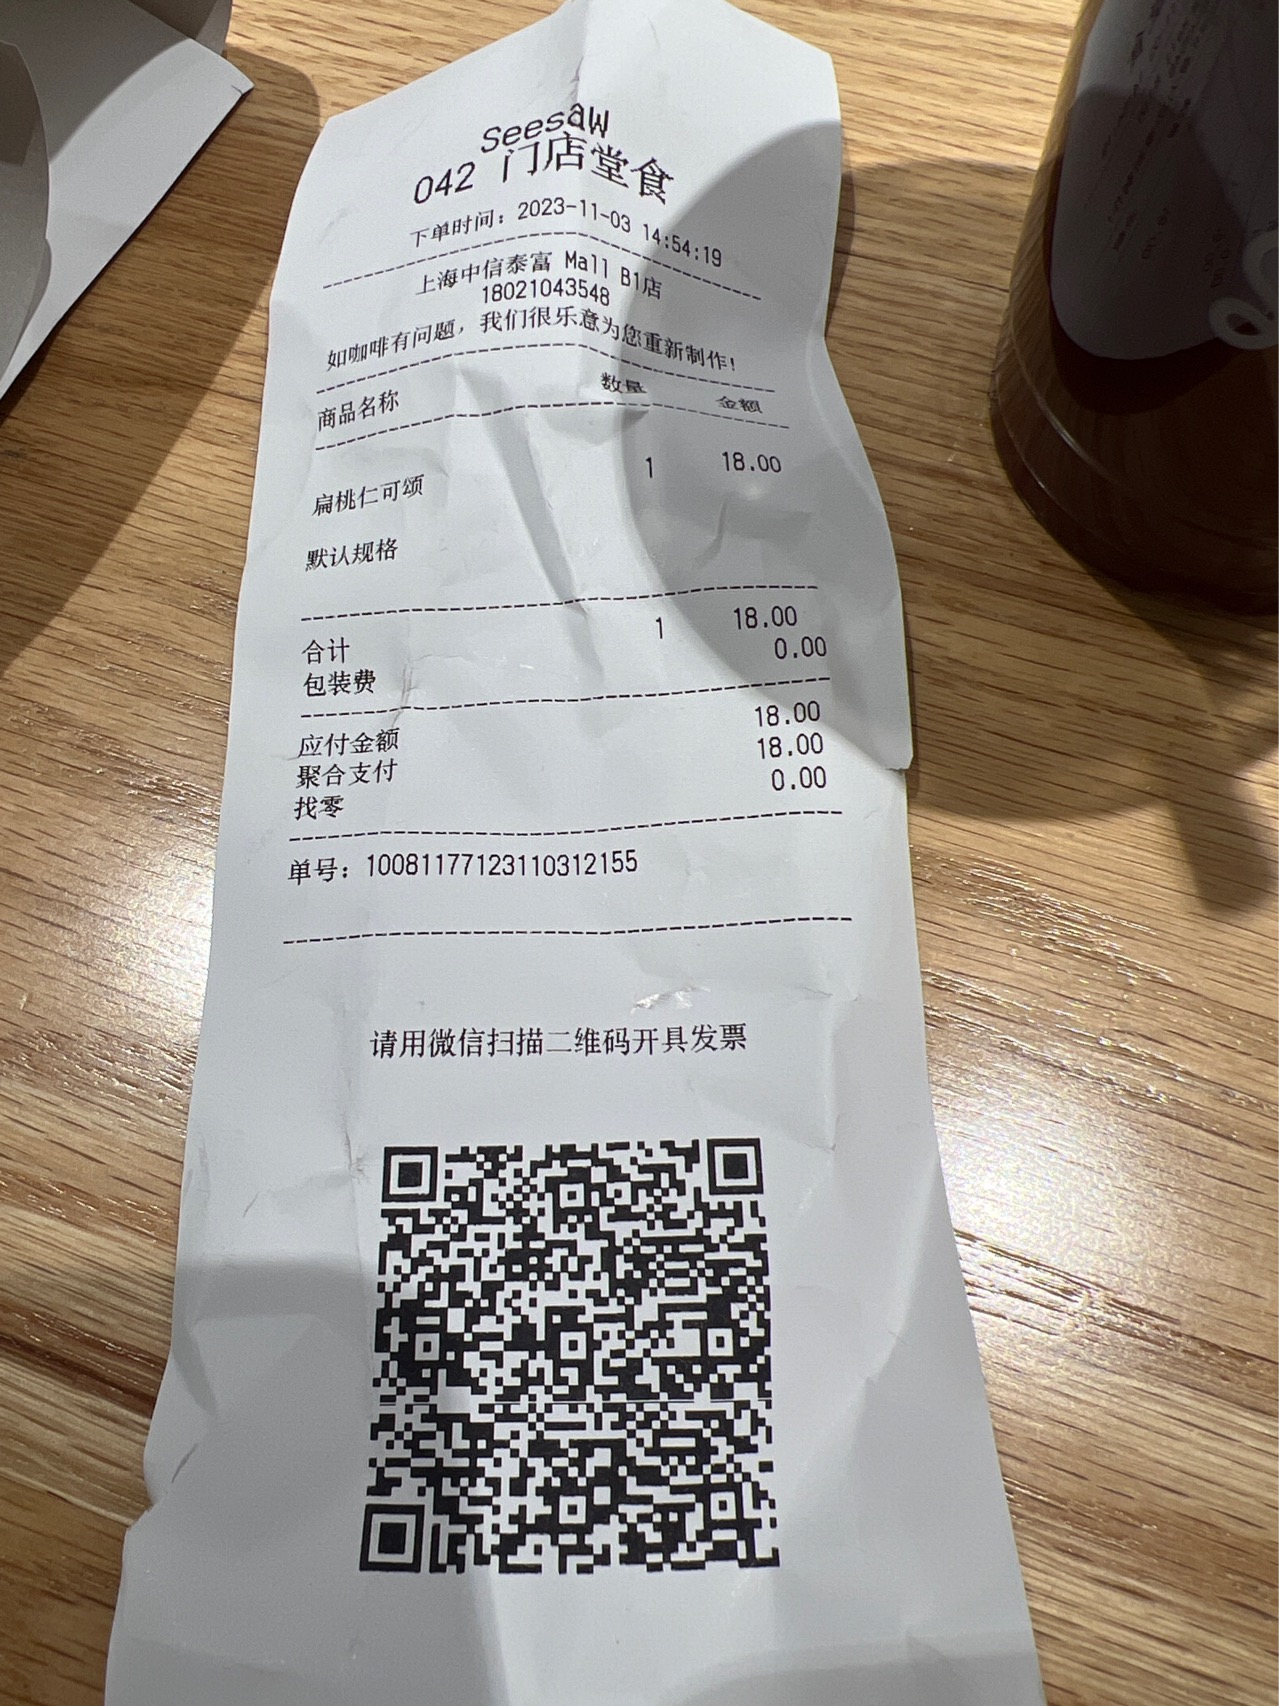 Seesaw
042 门店堂食
下单时间：2023-11-03 14:54:19
上海中信泰富 Mall B1店
18021043548
如咖啡有问题，我们很乐意为您重新制作！
商品名称 数量 金额
扁桃仁可颂 1 18.00
默认规格
合计 1 18.00
包装费 0.00
应付金额 18.00
聚合支付 18.00
找零 0.00
单号：10081177123110312155
请用微信扫描二维码开具发票